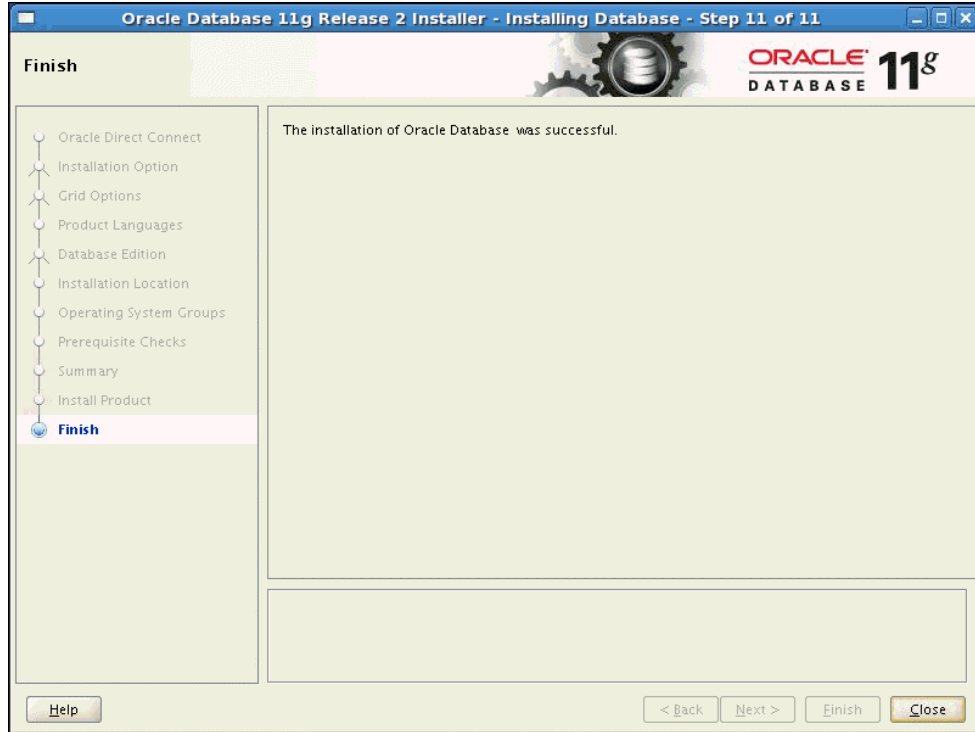 Oracle Database 11g Release 2 Installer - Installing Database - Step 11 of 11
Finish
ORACLE 11g
DATABASE
Oracle Direct Connect
Installation Option
Grid Options
Product Languages
Database Edition
Installation Location
Operating System Groups
Prerequisite Checks
Summary
Install Product
Finish
The installation of Oracle Database was successful.
Help
< Back
Next >
Finish
Close